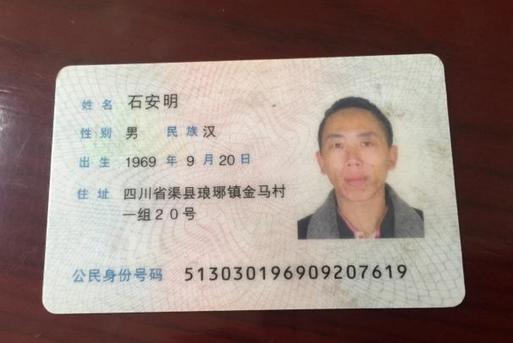 姓名 石安明
性别 男 民族 汉
出生 1969 年 9 月 20 日
住址 四川省渠县琅琊镇金马村
一组20号
公民身份号码 513030196909207619